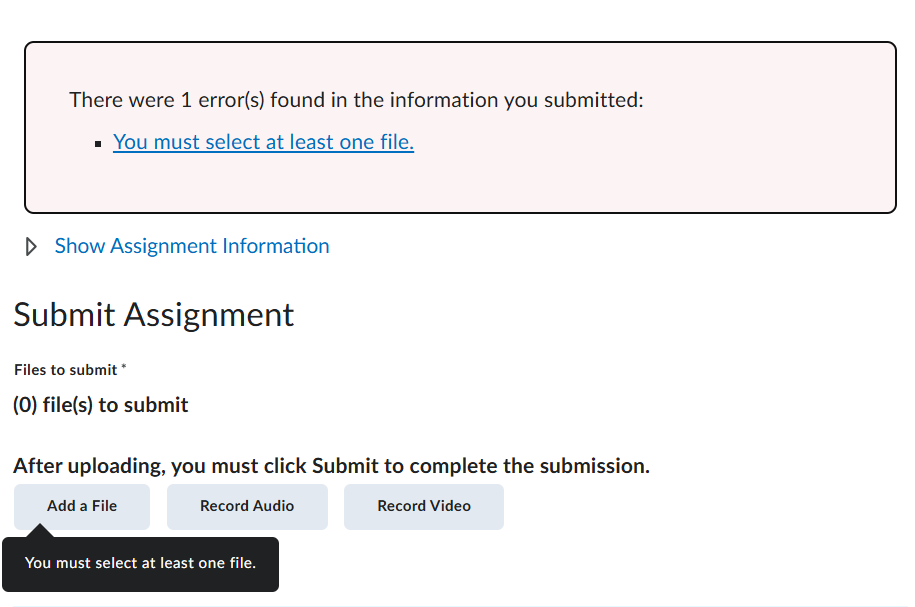 There were 1 error(s) found in the information you submitted:
You must select at least one file.
Show Assignment Information
Submit Assignment
Files to submit *
(0) file(s) to submit
After uploading, you must click Submit to complete the submission.
Add a File Record Audio Record Video
You must select at least one file.